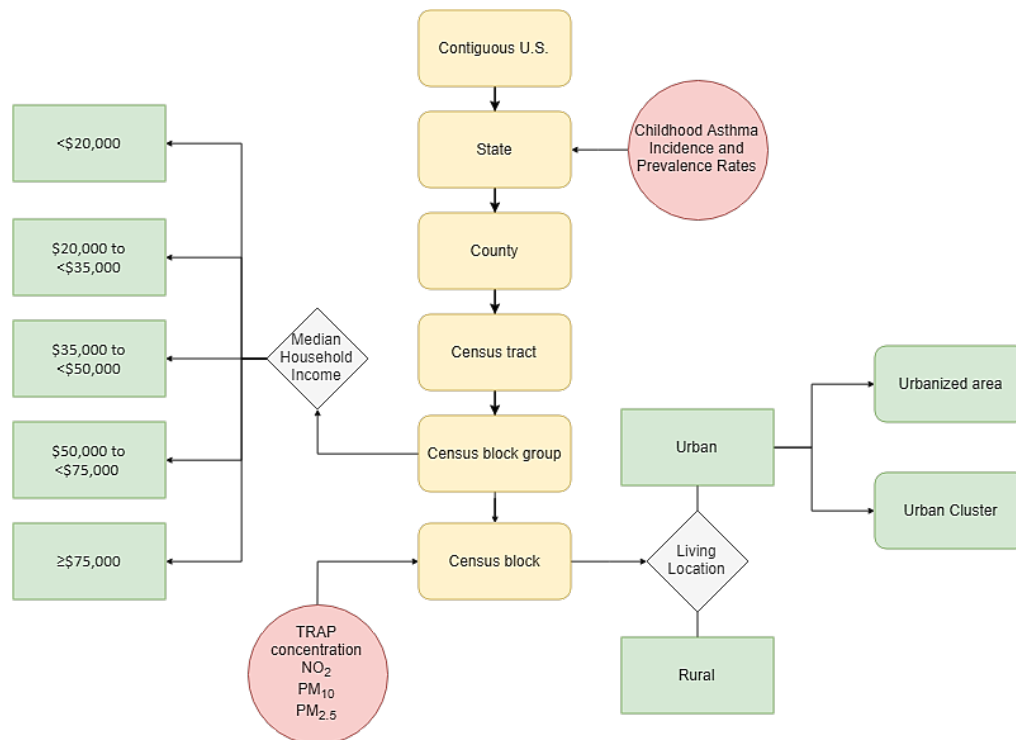 Contiguous U.S.
<$20,000
State
Childhood Asthma
Incidence and
Prevalence Rates
$20,000 to
<$35,000
County
$35,000 to
<$50,000
Median
Household
Income
Census tract
Urbanized area
$50,000 to
<$75,000
Census block group
Urban
Urban Cluster
≥$75,000
Census block
Living
Location
TRAP
concentration
NO₂
PM₁₀
PM₂.₅
Rural